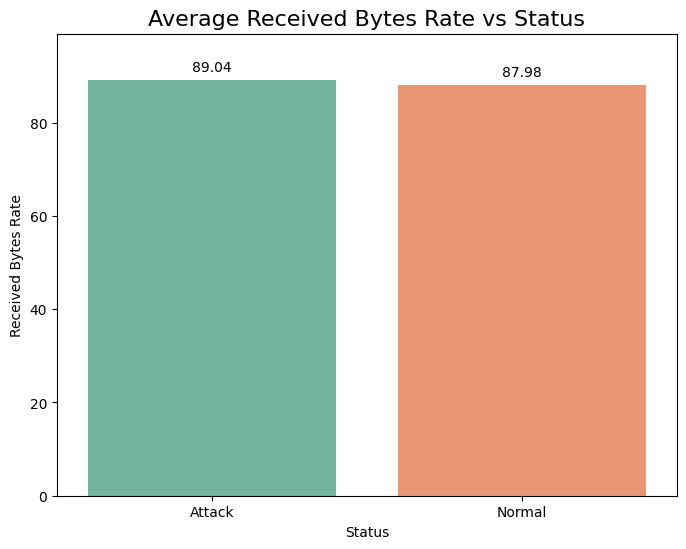 Average Received Bytes Rate vs Status
Received Bytes Rate
80
60
40
20
0
89.04
87.98
Attack
Normal
Status